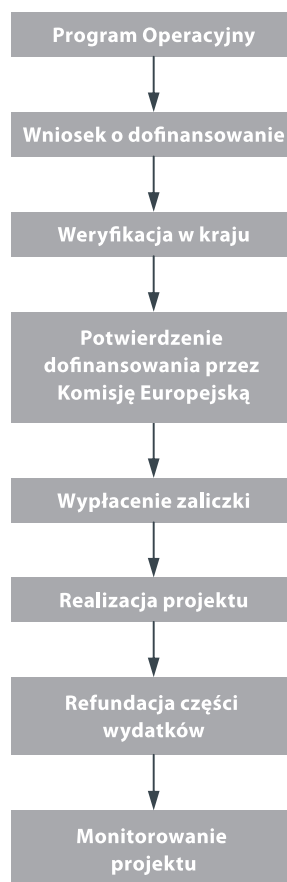 Program Operacyjny
Wniosek o dofinansowanie
Weryfikacja w kraju
Potwierdzenie
dofinansowania przez
Komisję Europejską
Wypłacenie zaliczki
Realizacja projektu
Refundacja części
wydatków
Monitorowanie
projektu